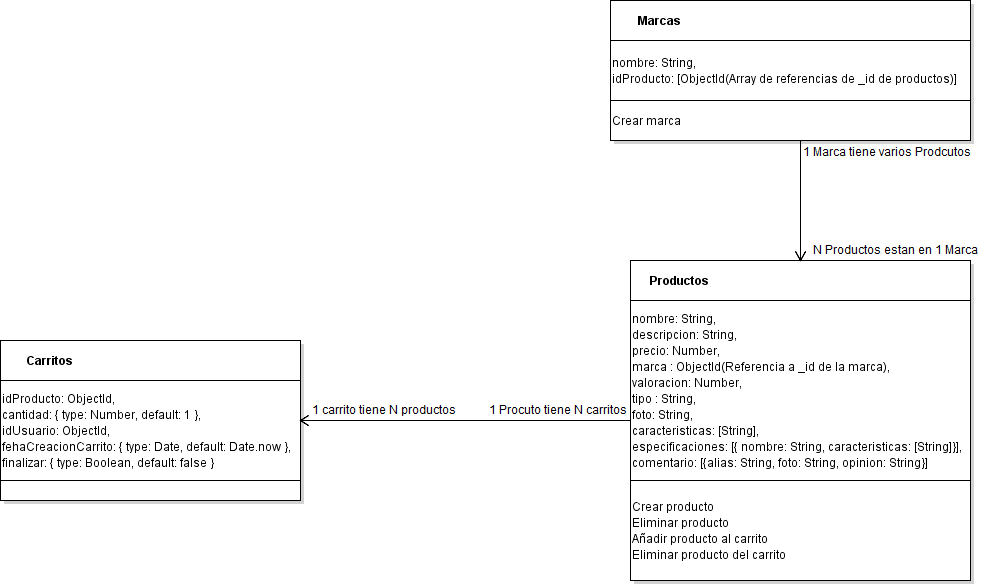 Marcas
nombre: String,
idProducto: [ObjectId(Array de referencias de _id de productos)]
Crear marca
1 Marca tiene varios Prodcutos
N Productos estan en 1 Marca
Productos
nombre: String,
descripcion: String,
precio: Number,
marca : ObjectId(Referencia a _id de la marca),
valoracion: Number,
tipo : String,
foto: String,
caracteristicas: [String],
especificaciones: [{ nombre: String, caracteristicas: [String]}],
comentario: [{alias: String, foto: String, opinion: String}]
Crear producto
Eliminar producto
Añadir producto al carrito
Eliminar producto del carrito
1 carrito tiene N productos
1 Procuto tiene N carritos
Carritos
idProducto: ObjectId,
cantidad: { type: Number, default: 1 },
idUsuario: ObjectId,
fehaCreacionCarrito: { type: Date, default: Date.now },
finalizar: { type: Boolean, default: false }